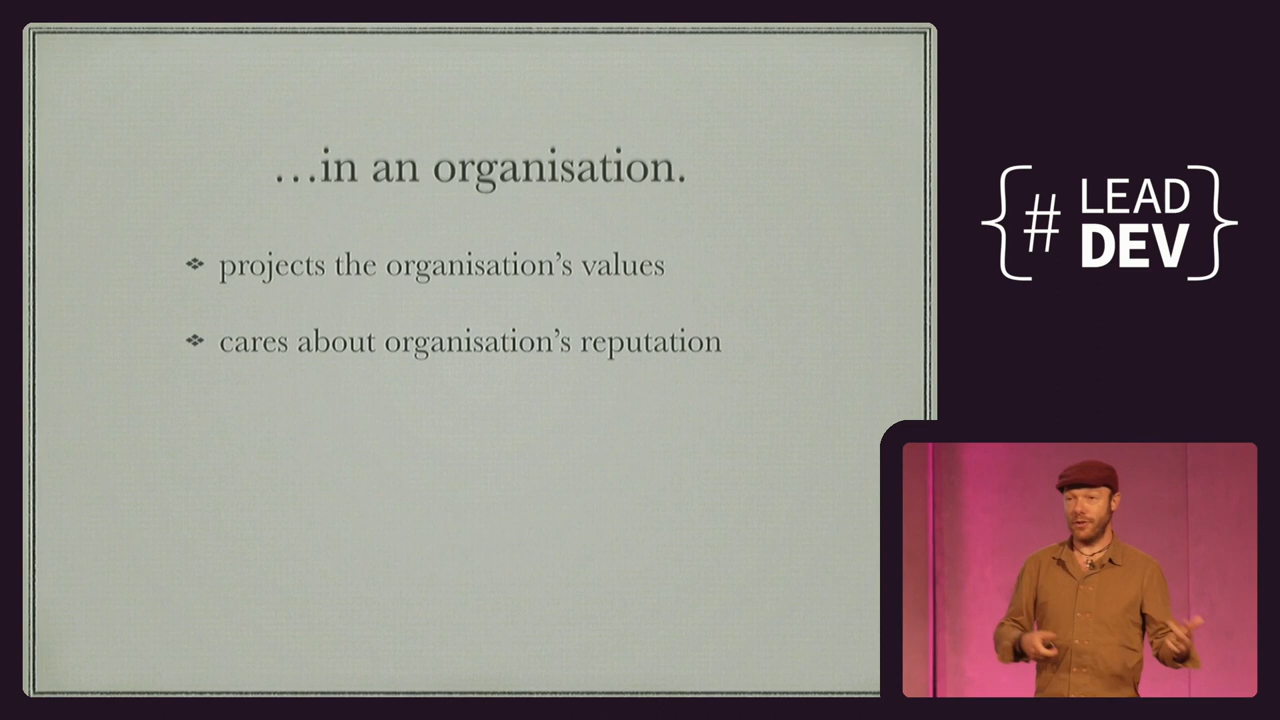 …in an organisation.
❖ projects the organisation’s values
❖ cares about organisation’s reputation
{# LEAD
DEV}